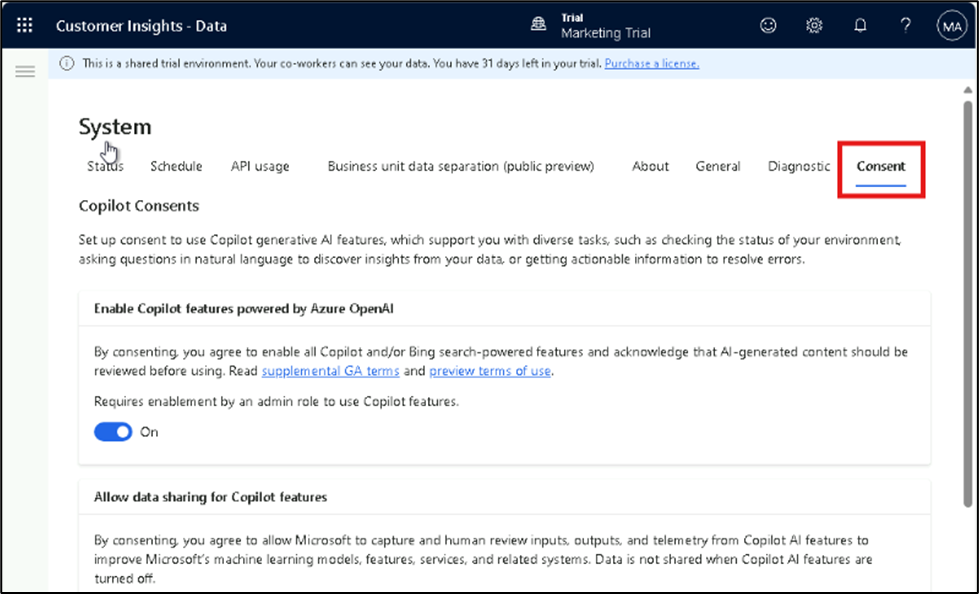 Customer Insights - Data
Trial
Marketing Trial
MA
This is a shared trial environment. Your co-workers can see your data. You have 31 days left in your trial. Purchase a license.
System
Status Schedule API usage Business unit data separation (public preview) About General Diagnostic Consent
Copilot Consents
Set up consent to use Copilot generative AI features, which support you with diverse tasks, such as checking the status of your environment,
asking questions in natural language to discover insights from your data, or getting actionable information to resolve errors.
Enable Copilot features powered by Azure OpenAI
By consenting, you agree to enable all Copilot and/or Bing search-powered features and acknowledge that AI-generated content should be
reviewed before using. Read supplemental GA terms and preview terms of use.
Requires enablement by an admin role to use Copilot features.
On
Allow data sharing for Copilot features
By consenting, you agree to allow Microsoft to capture and human review inputs, outputs, and telemetry from Copilot AI features to
improve Microsoft's machine learning models, features, services, and related systems. Data is not shared when Copilot AI features are
turned off.